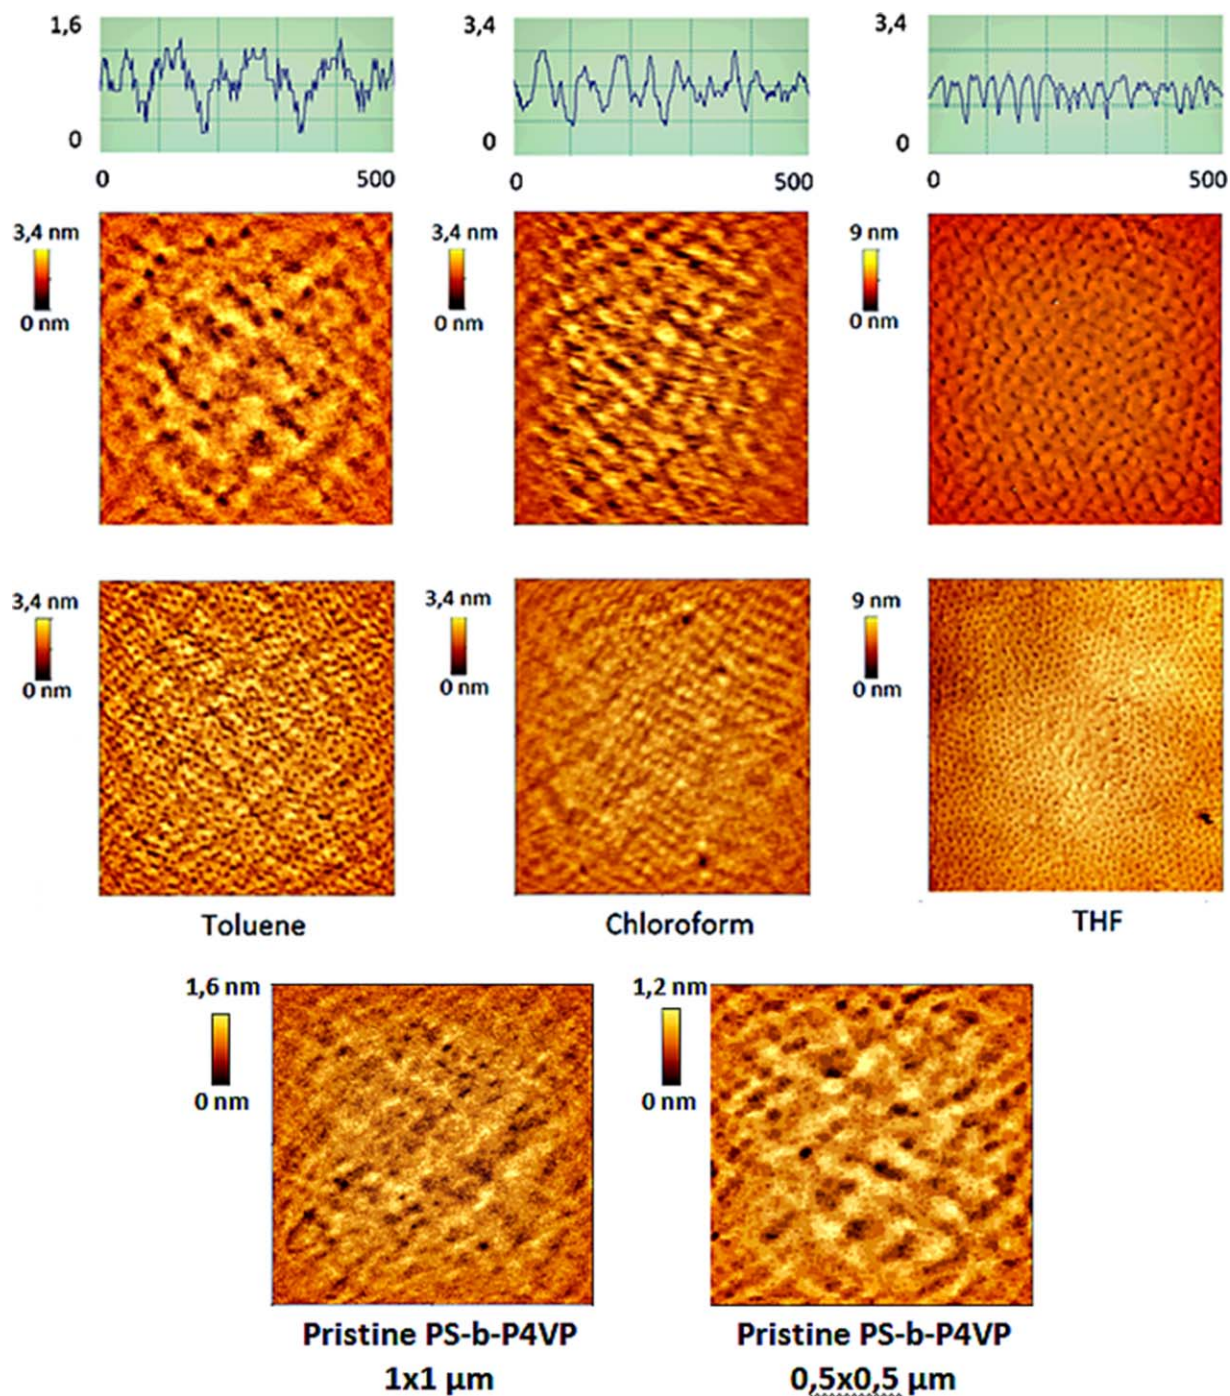 1,6
0
0 500
3,4
0
0 500
3,4
0
0 500
3,4 nm
0 nm
3,4 nm
0 nm
9 nm
0 nm
3,4 nm
0 nm
3,4 nm
0 nm
9 nm
0 nm
Toluene
Chloroform
THF
1,6 nm
0 nm
1,2 nm
0 nm
Pristine PS-b-P4VP
1x1 µm
Pristine PS-b-P4VP
0,5x0,5 µm